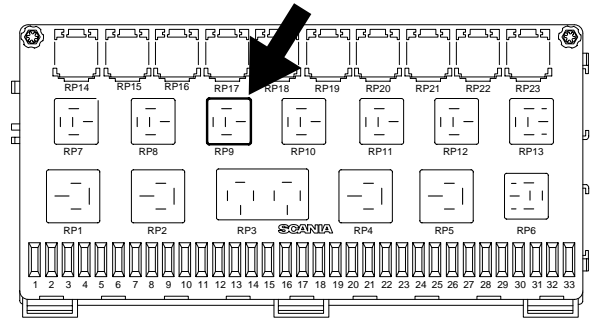 RP14 RP15 RP16 RP17 RP18 RP19 RP20 RP21 RP22 RP23
RP7 RP8 RP9 RP10 RP11 RP12 RP13
RP1 RP2 RP3 RP4 RP5 RP6
SCANIA
1 2 3 4 5 6 7 8 9 10 11 12 13 14 15 16 17 18 19 20 21 22 23 24 25 26 27 28 29 30 31 32 33